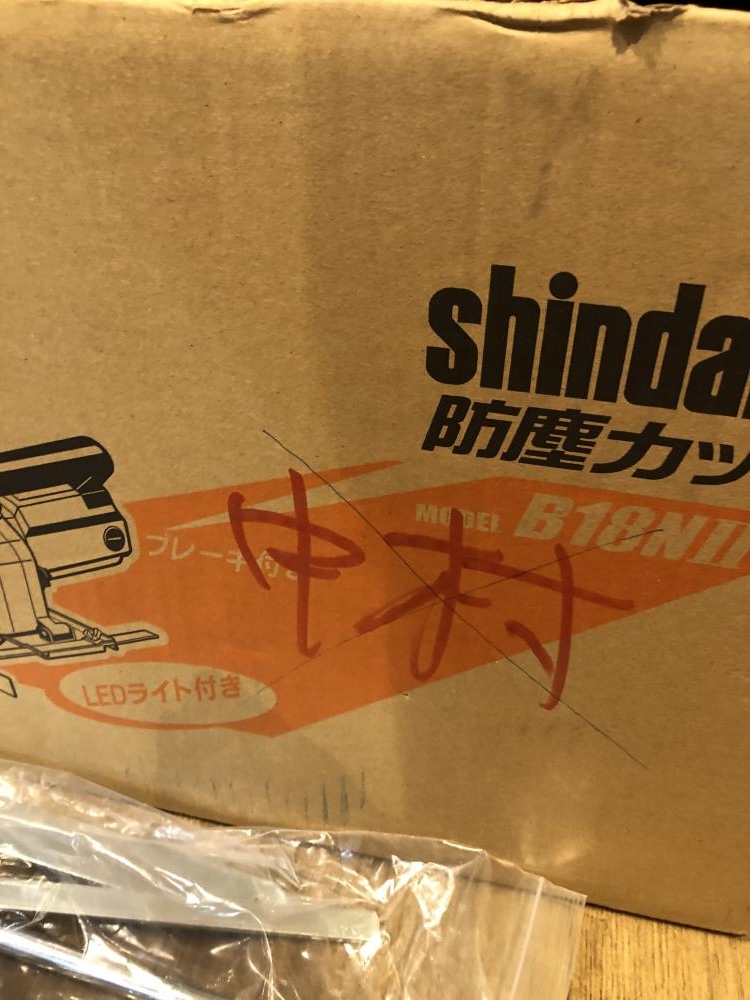 shinda
防塵カッ
MODEL B18NII
ブレーキ付き
中村
LEDライト付き